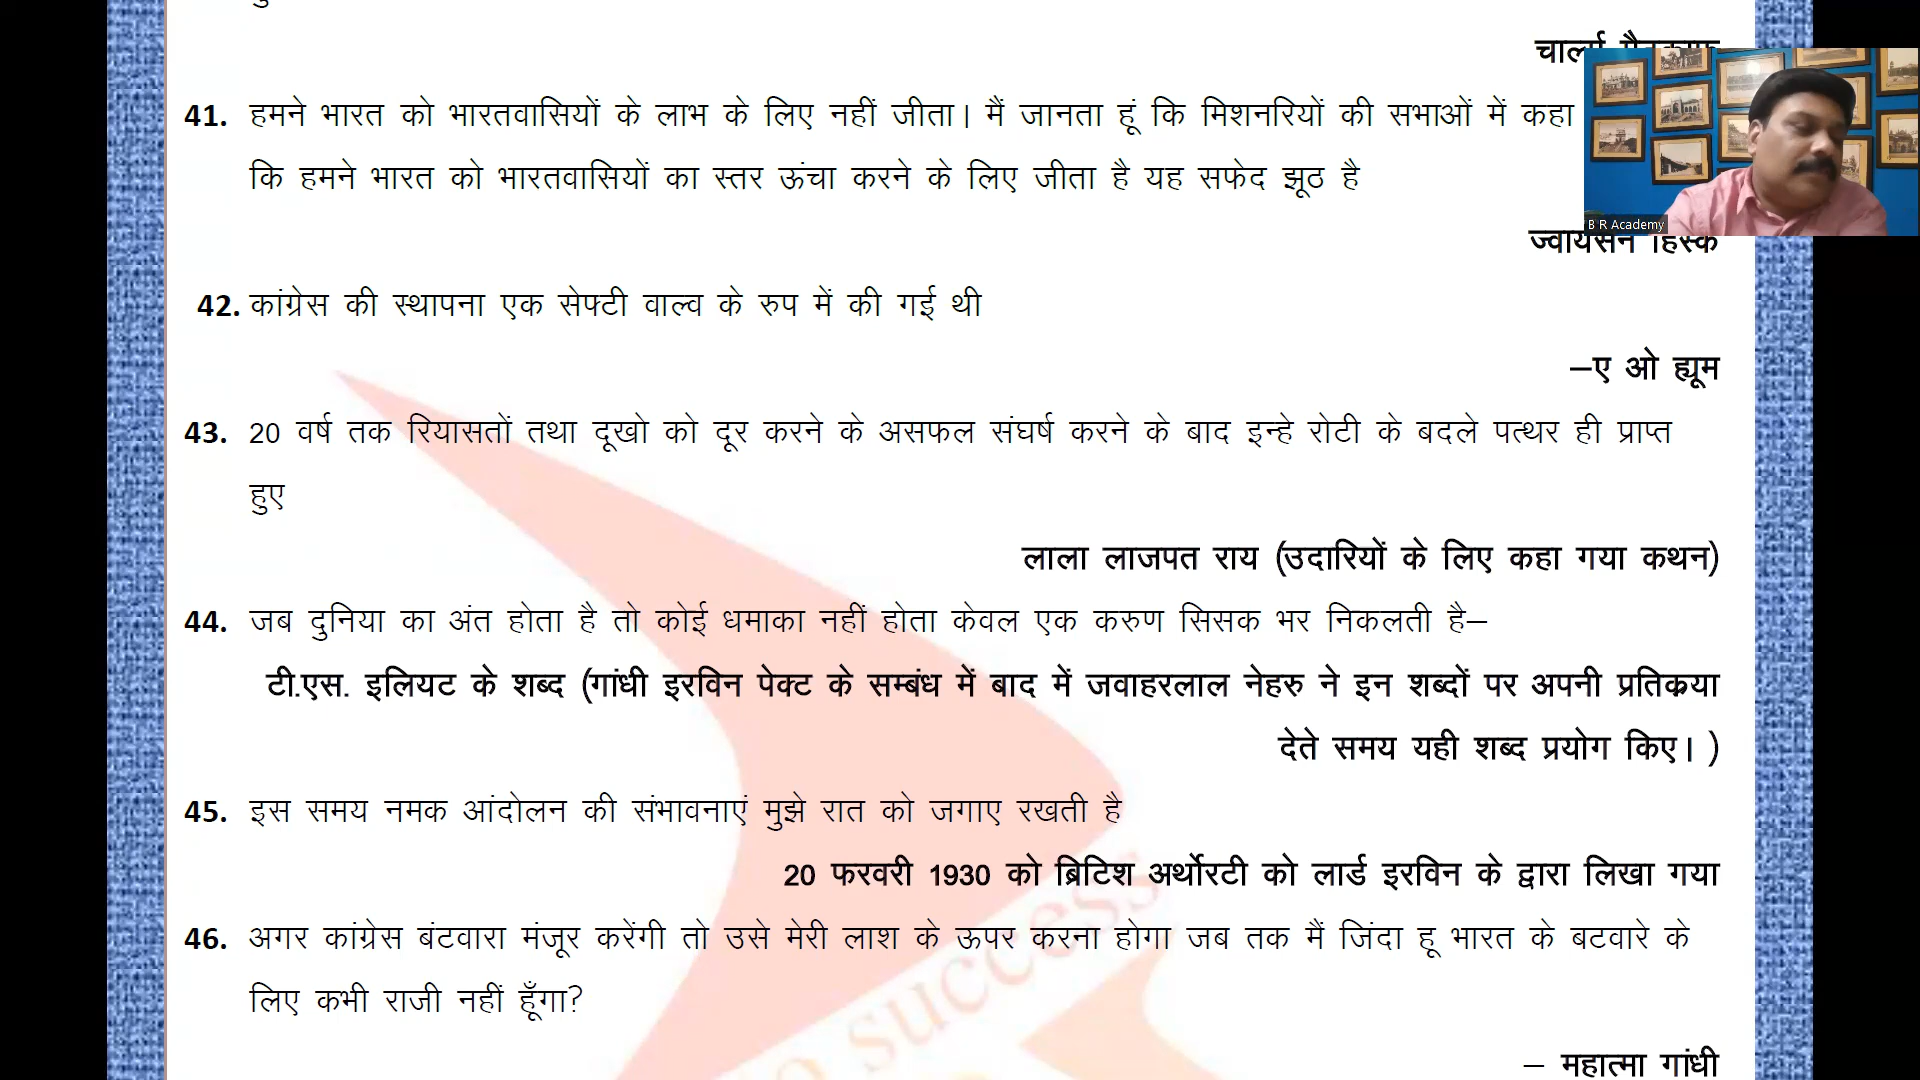 41. हमने भारत को भारतवासियों के लाभ के लिए नहीं जीता। मैं जानता हूं कि मिशनरियों की सभाओं में कहा
कि हमने भारत को भारतवासियों का स्तर ऊंचा करने के लिए जीता है यह सफेद झूठ है
B R Academy
ज्वायसन हिस्क
42. कांग्रेस की स्थापना एक सेफ्टी वाल्व के रुप में की गई थी
–ए ओ ह्यूम
43. 20 वर्ष तक रियासतों तथा दूखो को दूर करने के असफल संघर्ष करने के बाद इन्हे रोटी के बदले पत्थर ही प्राप्त
हुए
लाला लाजपत राय (उदारियों के लिए कहा गया कथन)
44. जब दुनिया का अंत होता है तो कोई धमाका नहीं होता केवल एक करुण सिसक भर निकलती है–
टी.एस. इलियट के शब्द (गांधी इरविन पेक्ट के सम्बंध में बाद में जवाहरलाल नेहरु ने इन शब्दों पर अपनी प्रतिक्रया
देते समय यही शब्द प्रयोग किए। )
45. इस समय नमक आंदोलन की संभावनाएं मुझे रात को जगाए रखती है
20 फरवरी 1930 को ब्रिटिश अर्थोरटी को लार्ड इरविन के द्वारा लिखा गया
46. अगर कांग्रेस बंटवारा मंजूर करेंगी तो उसे मेरी लाश के ऊपर करना होगा जब तक मैं जिंदा हू भारत के बटवारे के
लिए कभी राजी नहीं हूँगा?
– महात्मा गांधी
success